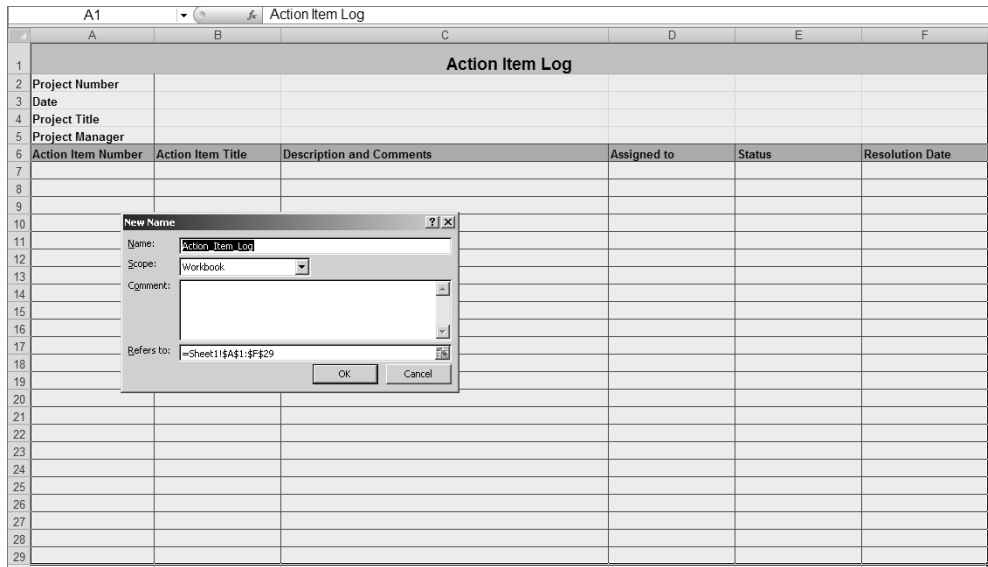 A1 fx Action Item Log
A B C D E F
1 Action Item Log
2 Project Number
3 Date
4 Project Title
5 Project Manager
6 Action Item Number Action Item Title Description and Comments Assigned to Status Resolution Date
7
8
9
10 New Name ? X
11 Name: Action_Item_Log
12 Scope: Workbook
13 Comment:
14
15
16
17 Refers to: =Sheet1!$A$1:$F$29
18 OK Cancel
19
20
21
22
23
24
25
26
27
28
29